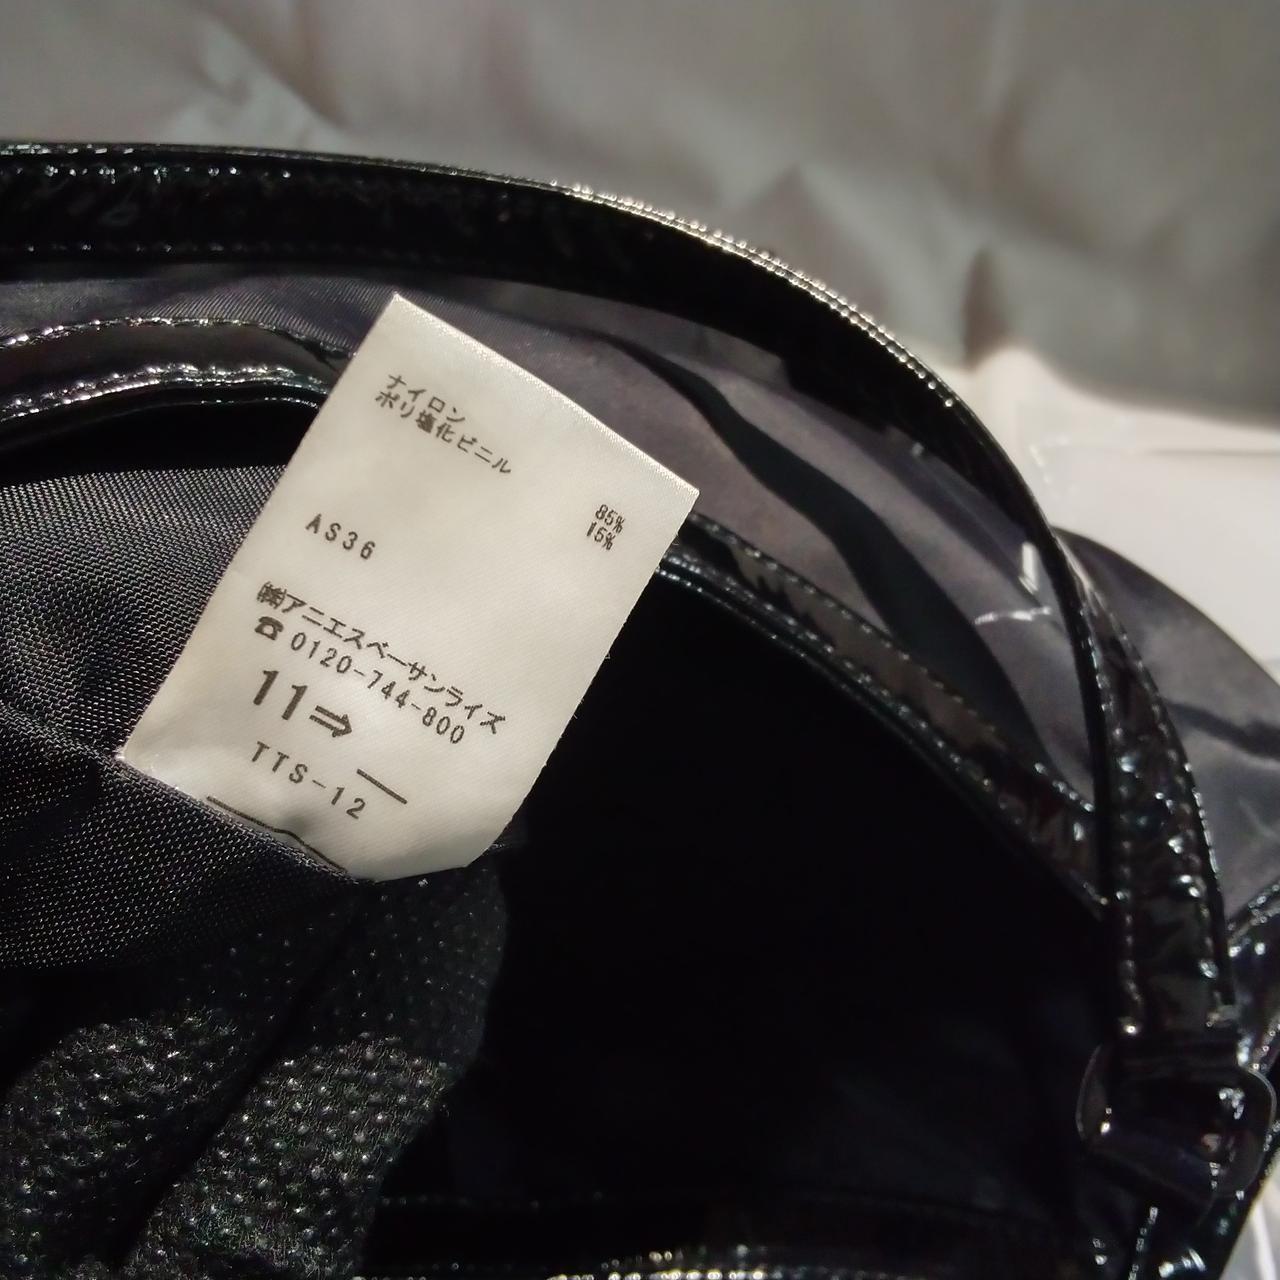 ナイロン 85%
ポリ塩化ビニル 15%
AS36
㈱アニエスベーサンライズ
☎0120-744-800
11⇒
TTS-12